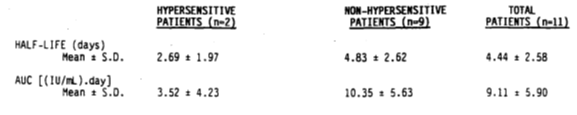 HYPERSENSITIVE NON-HYPERSENSITIVE TOTAL
PATIENTS (n=2) PATIENTS (n=9) PATIENTS (n=11)
HALF-LIFE (days)
Mean ± S.D. 2.69 ± 1.97 4.83 ± 2.62 4.44 ± 2.58
AUC [(IU/mL).day]
Mean ± S.D. 3.52 ± 4.23 10.35 ± 5.63 9.11 ± 5.90